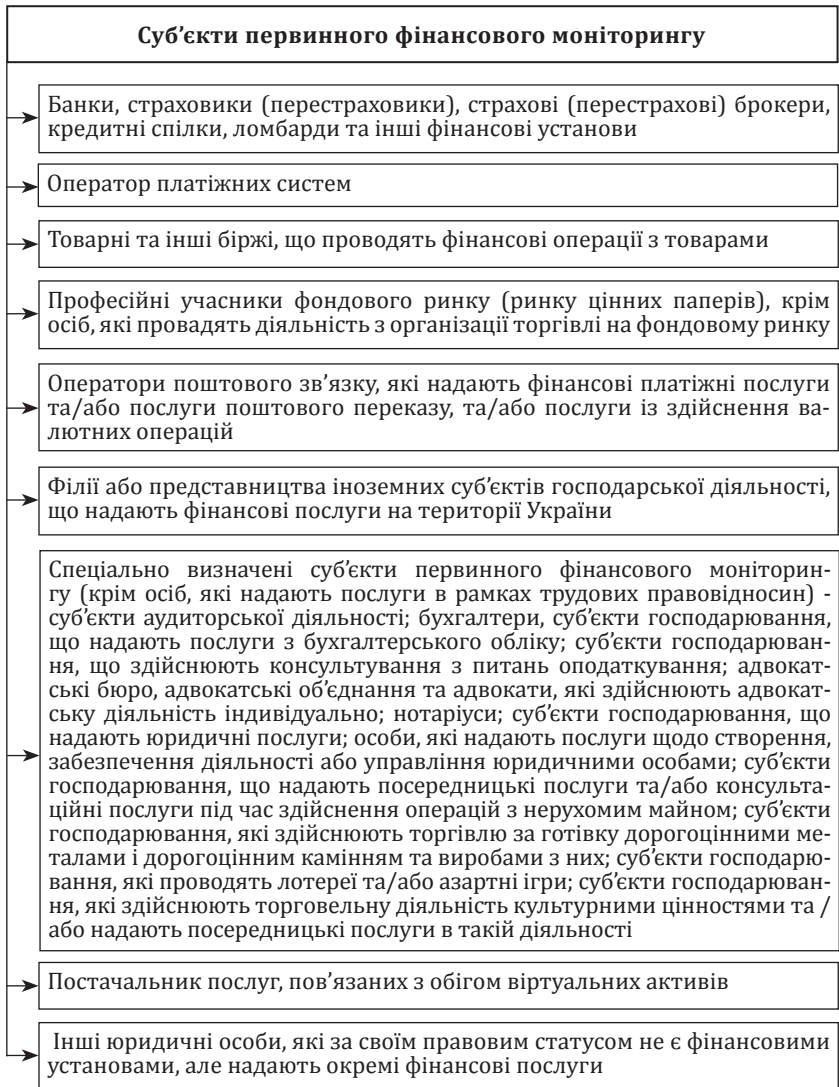 Суб’єкти первинного фінансового моніторингу
Банки, страховики (перестраховики), страхові (перестрахові) брокери,
кредитні спілки, ломбарди та інші фінансові установи
Оператор платіжних систем
Товарні та інші біржі, що проводять фінансові операції з товарами
Професійні учасники фондового ринку (ринку цінних паперів), крім
осіб, які провадять діяльність з організації торгівлі на фондовому ринку
Оператори поштового зв’язку, які надають фінансові платіжні послуги
та/або послуги поштового переказу, та/або послуги із здійснення ва-
лютних операцій
Філії або представництва іноземних суб’єктів господарської діяльності,
що надають фінансові послуги на території України
Спеціально визначені суб’єкти первинного фінансового моніторин-
гу (крім осіб, які надають послуги в рамках трудових правовідносин) -
суб’єкти аудиторської діяльності; бухгалтери, суб’єкти господарювання,
що надають послуги з бухгалтерського обліку; суб’єкти господарюван-
ня, що здійснюють консультування з питань оподаткування; адвокат-
ські бюро, адвокатські об’єднання та адвокати, які здійснюють адвокат-
ську діяльність індивідуально; нотаріуси; суб’єкти господарювання, що
надають юридичні послуги; особи, які надають послуги щодо створення,
забезпечення діяльності або управління юридичними особами; суб’єкти
господарювання, що надають посередницькі послуги та/або консульта-
ційні послуги під час здійснення операцій з нерухомим майном; суб’єкти
господарювання, які здійснюють торгівлю за готівку дорогоцінними ме-
талами і дорогоцінним камінням та виробами з них; суб’єкти господарю-
вання, які проводять лотереї та/або азартні ігри; суб’єкти господарюван-
ня, які здійснюють торговельну діяльність культурними цінностями та /
або надають посередницькі послуги в такій діяльності
Постачальник послуг, пов’язаних з обігом віртуальних активів
Інші юридичні особи, які за своїм правовим статусом не є фінансовими
установами, але надають окремі фінансові послуги